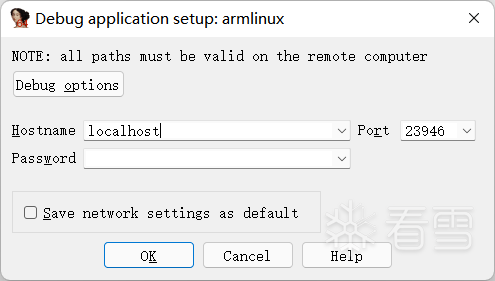 Debug application setup: armlinux
NOTE: all paths must be valid on the remote computer
Debug options
Hostname localhost Port 23946
Password
Save network settings as default
看雪
OK Cancel Help